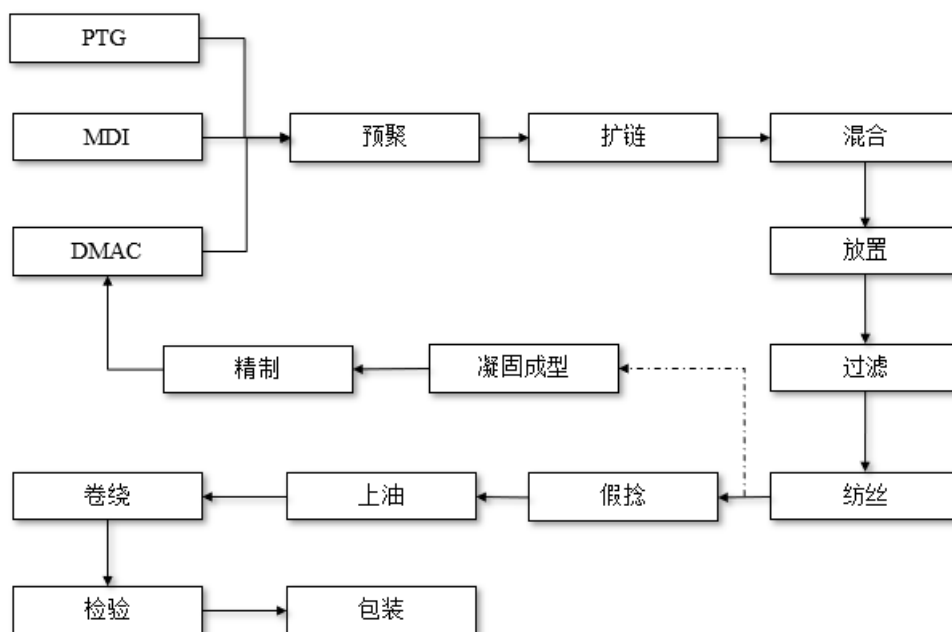 PTG
MDI
预聚
扩链
混合
DMAC
放置
精制
凝固成型
过滤
卷绕
上油
假捻
纺丝
检验
包装